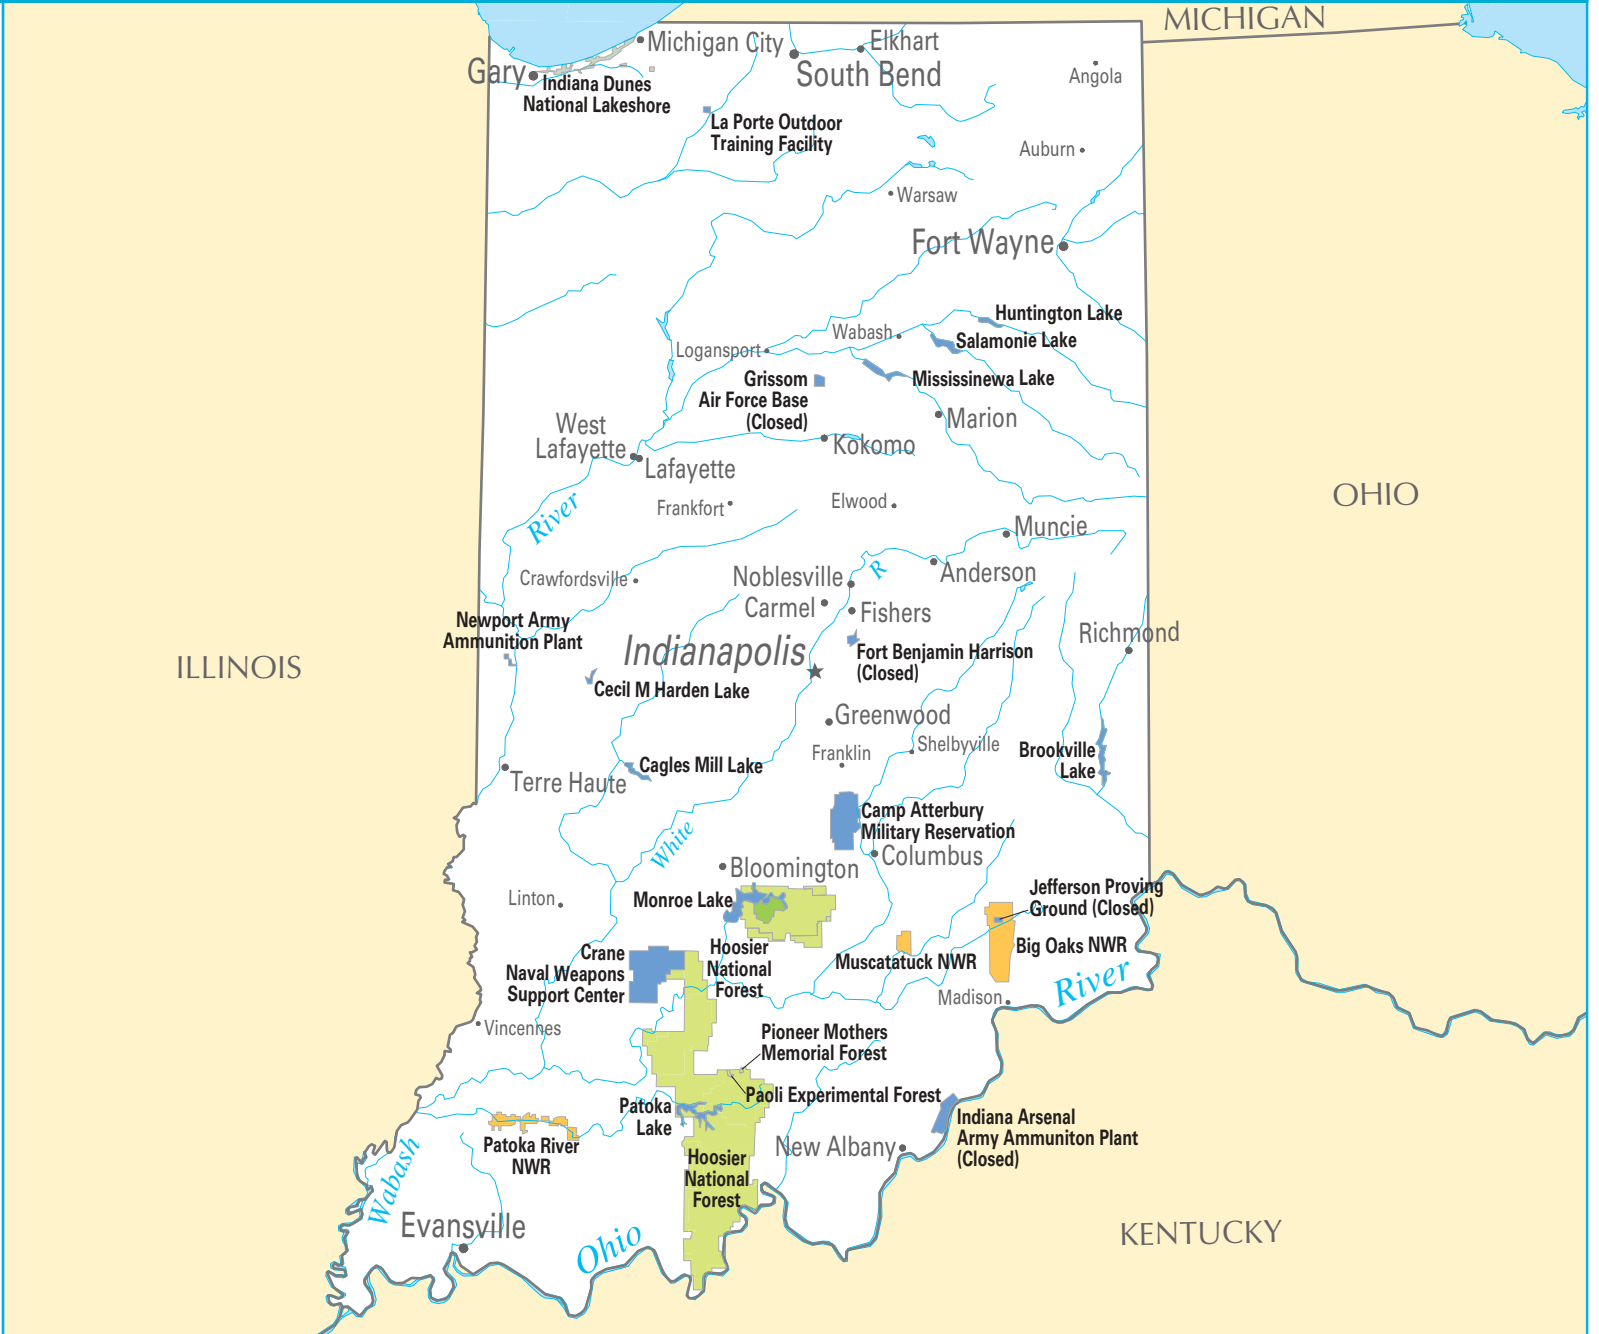 MICHIGAN
Michigan City
Elkhart
South Bend
Gary
Indiana Dunes
National Lakeshore
Angola
La Porte Outdoor
Training Facility
Auburn
Warsaw
Fort Wayne
Huntington Lake
Wabash
Salamonie Lake
Logansport
Grissom
Air Force Base
(Closed)
Mississinewa Lake
Marion
West
Lafayette
Kokomo
Lafayette
OHIO
Frankfort
Elwood
River
Muncie
Crawfordsville
Noblesville
R
Anderson
Carmel
Fishers
Newport Army
Ammunition Plant
Richmond
Indianapolis
Fort Benjamin Harrison
(Closed)
ILLINOIS
Cecil M Harden Lake
Greenwood
Franklin
Shelbyville
Brookville
Lake
Cagles Mill Lake
Terre Haute
Camp Atterbury
Military Reservation
White
Columbus
Bloomington
Linton
Monroe Lake
Jefferson Proving
Ground (Closed)
Big Oaks NWR
Crane
Naval Weapons
Support Center
Hoosier
National
Forest
Muscatatuck NWR
River
Madison
Vincennes
Pioneer Mothers
Memorial Forest
Paoli Experimental Forest
Patoka
Lake
Indiana Arsenal
Army Ammuniton Plant
(Closed)
Patoka River
NWR
New Albany
Hoosier
National
Forest
Wabash
Evansville
Ohio
KENTUCKY